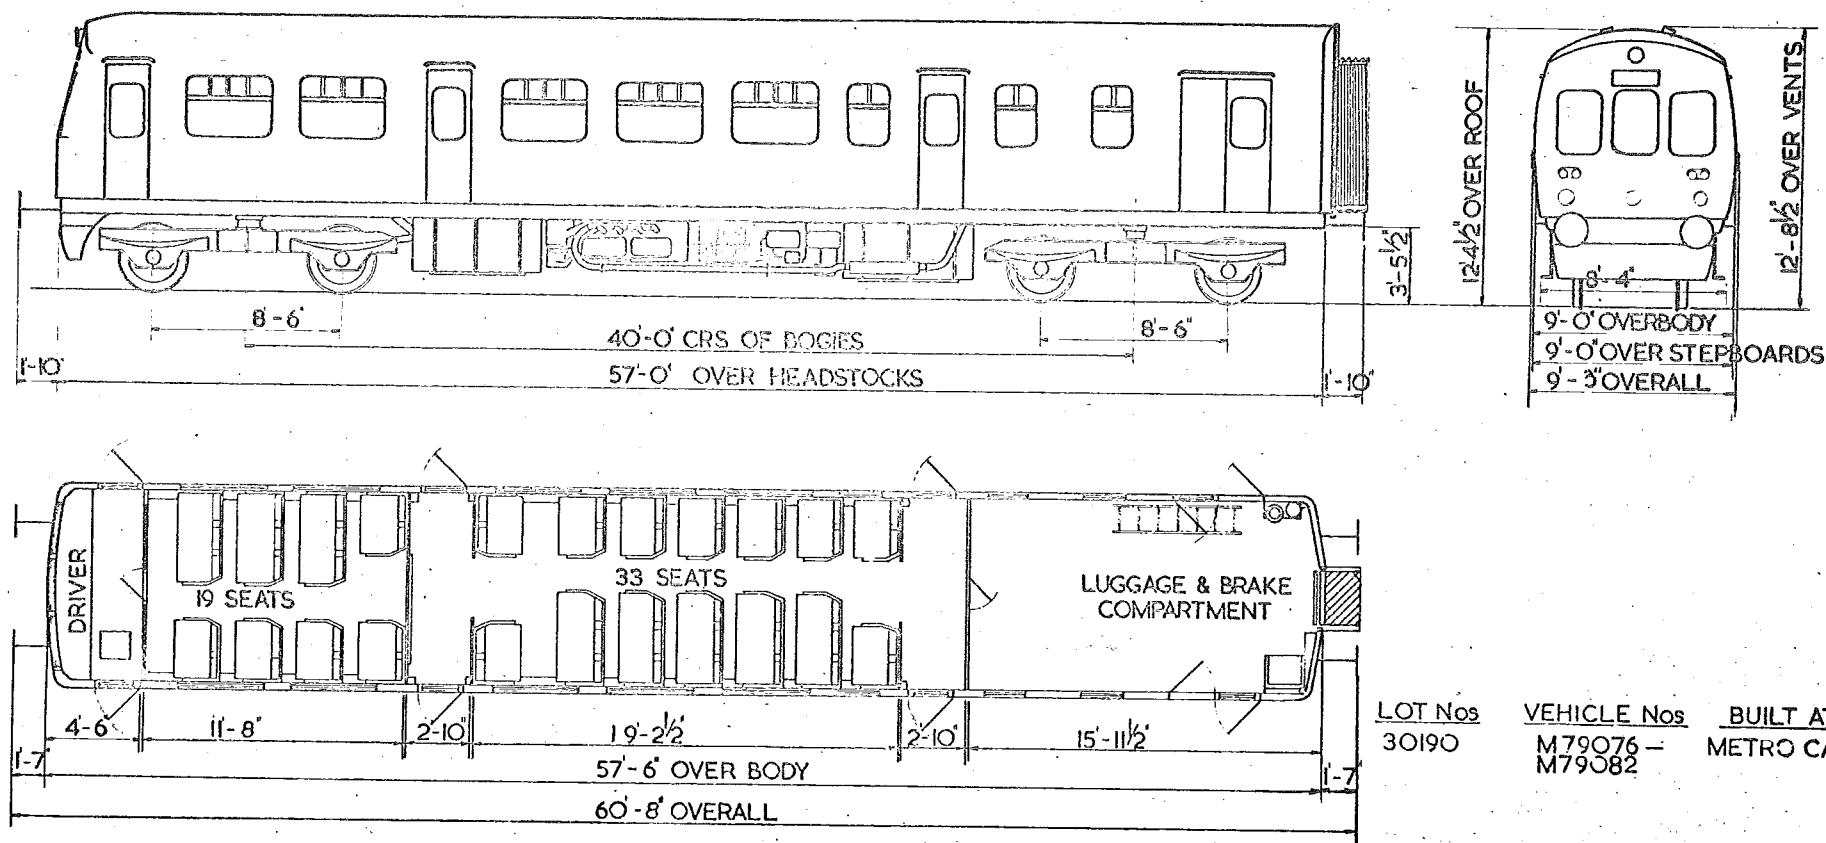 12'-4½" OVER ROOF
12'-8½" OVER VENTS
3'-5½"
8'-4"
8'-6"
8'-6"
40'-0" CRS OF BOGIES
9'-0" OVERBODY
9'-0" OVER STEPBOARDS
9'-3" OVERALL
1'-10"
57'-0" OVER HEADSTOCKS
1'-10"
DRIVER
19 SEATS
33 SEATS
LUGGAGE & BRAKE
COMPARTMENT
4'-6"
11'-8"
2'-10"
19'-2½"
2'-10"
15'-11½"
1'-7"
57'-6" OVER BODY
1'-7"
60'-8" OVERALL
LOT Nos VEHICLE Nos BUILT AT
30190 M79076 – METRO CA
M79082